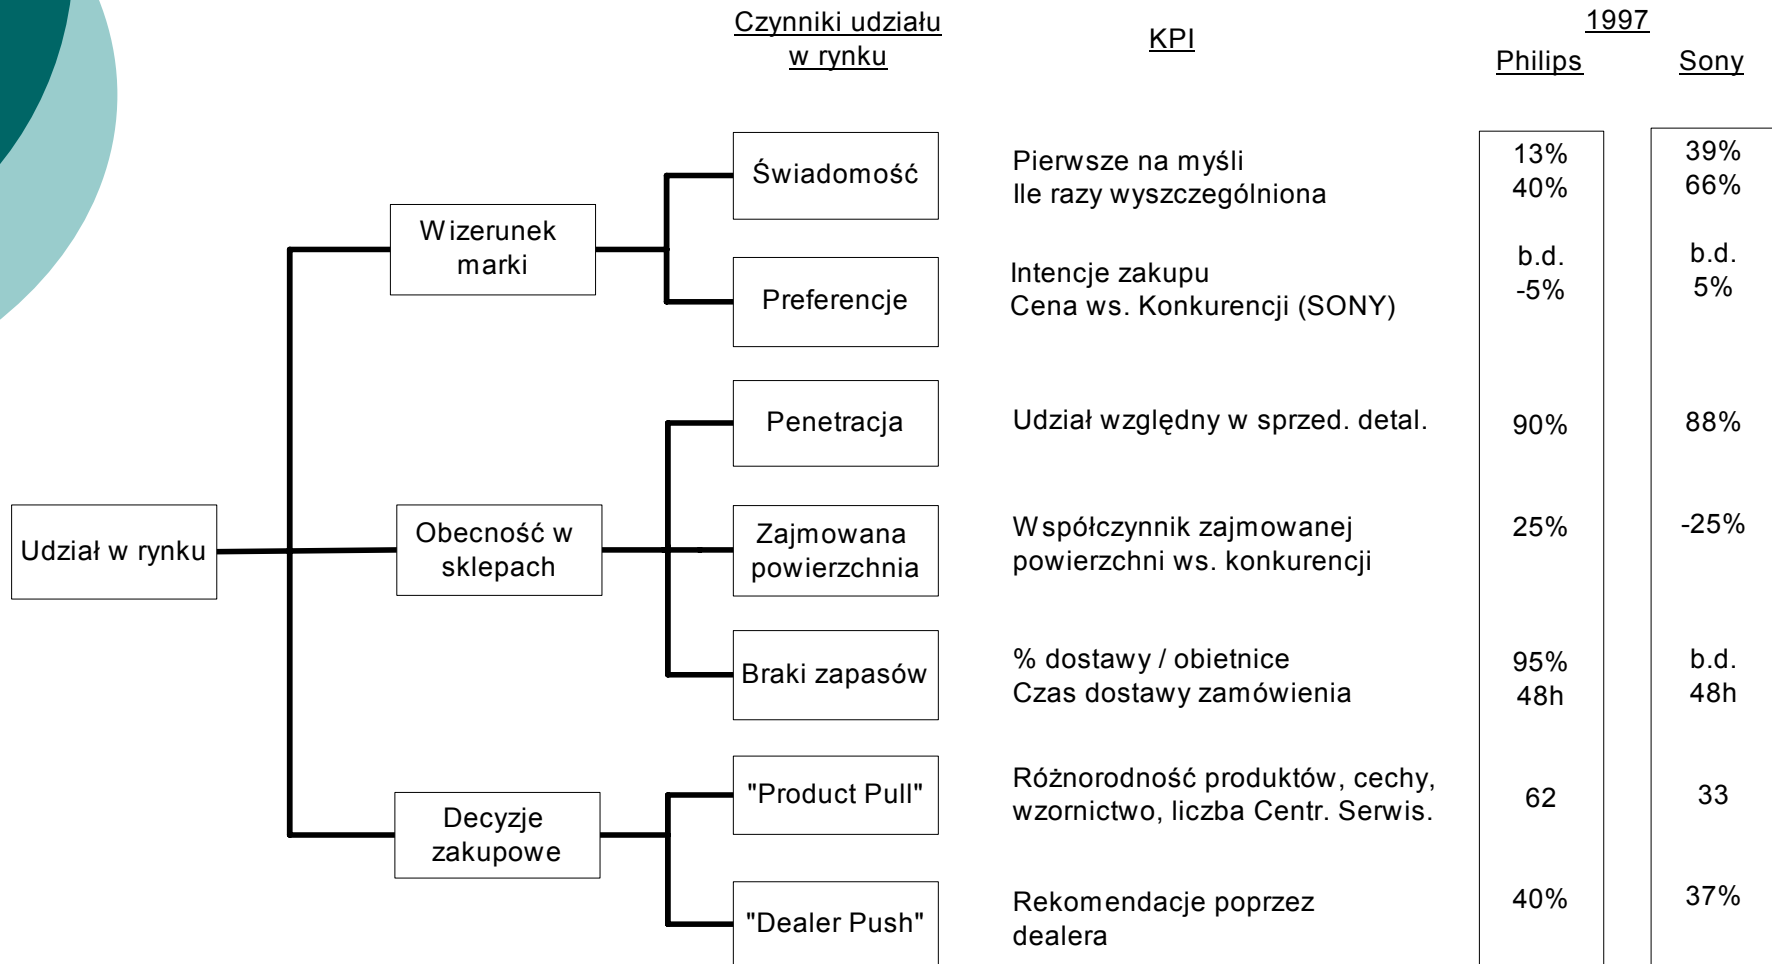 Czynniki udziału
w rynku
KPI
1997
Philips
Sony
Udział w rynku
Wizerunek
marki
Świadomość
Pierwsze na myśli
Ile razy wyszczególniona
13%
40%
39%
66%
Preferencje
Intencje zakupu
Cena ws. Konkurencji (SONY)
b.d.
-5%
b.d.
5%
Obecność w
sklepach
Penetracja
Udział względny w sprzed. detal.
90%
88%
Zajmowana
powierzchnia
Współczynnik zajmowanej
powierzchni ws. konkurencji
25%
-25%
Braki zapasów
% dostawy / obietnice
Czas dostawy zamówienia
95%
48h
b.d.
48h
Decyzje
zakupowe
"Product Pull"
Różnorodność produktów, cechy,
wzornictwo, liczba Centr. Serwis.
62
33
"Dealer Push"
Rekomendacje poprzez
dealera
40%
37%